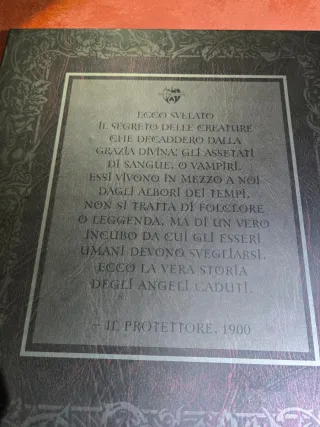 ECCO SVELATO
IL SEGRETO DELLE CREATURE
CHE DECADDERO DALLA
GRAZIA DIVINA: GLI ASSETATI
DI SANGUE, O VAMPIRI.
ESSI VIVONO IN MEZZO A NOI
DAGLI ALBORI DEI TEMPI.
NON SI TRATTA DI FOLCLORE
O LEGGENDA, MA DI UN VERO
INCUBO DA CUI GLI ESSERI
UMANI DEVONO SVEGLIARSI.
ECCO LA VERA STORIA
DEGLI ANGELI CADUTI.
– IL PROTETTORE, 1900